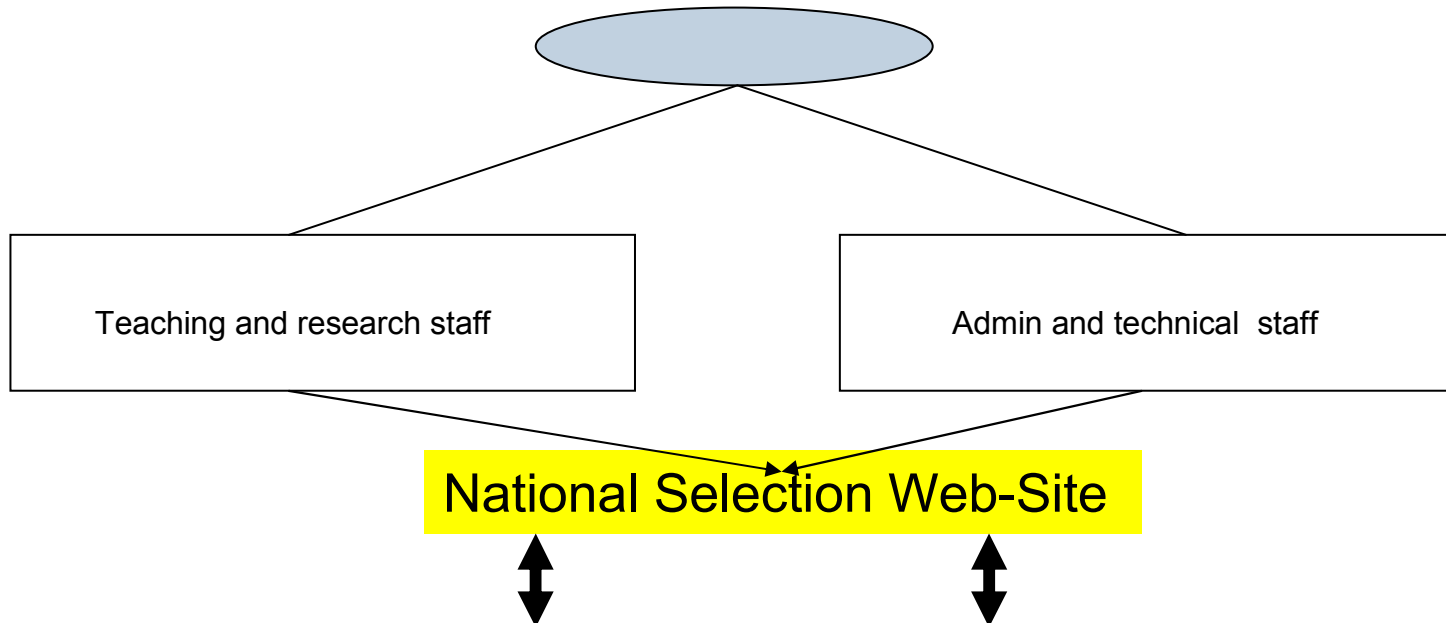 Teaching and research staff
Admin and technical  staff
National Selection Web-Site